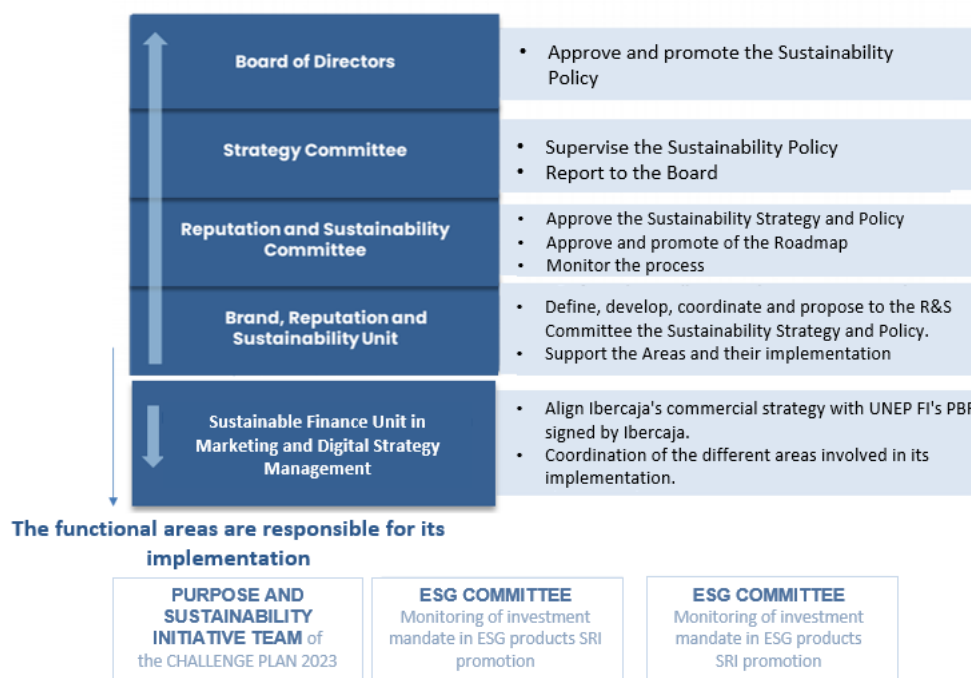 Board of Directors
• Approve and promote the Sustainability
Policy
Strategy Committee
• Supervise the Sustainability Policy
• Report to the Board
Reputation and Sustainability
Committee
• Approve the Sustainability Strategy and Policy
• Approve and promote of the Roadmap
• Monitor the process
Brand, Reputation and
Sustainability Unit
• Define, develop, coordinate and propose to the R&S
Committee the Sustainability Strategy and Policy.
• Support the Areas and their implementation
Sustainable Finance Unit in
Marketing and Digital Strategy
Management
• Align Ibercaja's commercial strategy with UNEP FI's
signed by Ibercaja.
• Coordination of the different areas involved in its
implementation.
The functional areas are responsible for its
implementation
PURPOSE AND
SUSTAINABILITY
INITIATIVE TEAM of
the CHALLENGE PLAN 2023
ESG COMMITTEE
Monitoring of investment
mandate in ESG products SRI
promotion
ESG COMMITTEE
Monitoring of investment
mandate in ESG products
SRI promotion